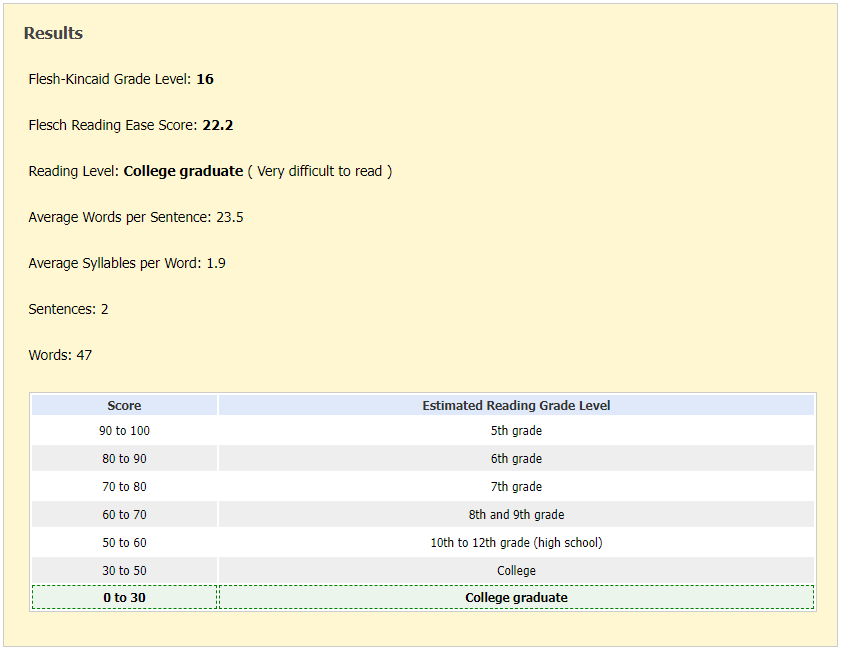 Results
Flesh-Kincaid Grade Level: 16
Flesch Reading Ease Score: 22.2
Reading Level: College graduate ( Very difficult to read )
Average Words per Sentence: 23.5
Average Syllables per Word: 1.9
Sentences: 2
Words: 47
Score Estimated Reading Grade Level
90 to 100 5th grade
80 to 90 6th grade
70 to 80 7th grade
60 to 70 8th and 9th grade
50 to 60 10th to 12th grade (high school)
30 to 50 College
0 to 30 College graduate